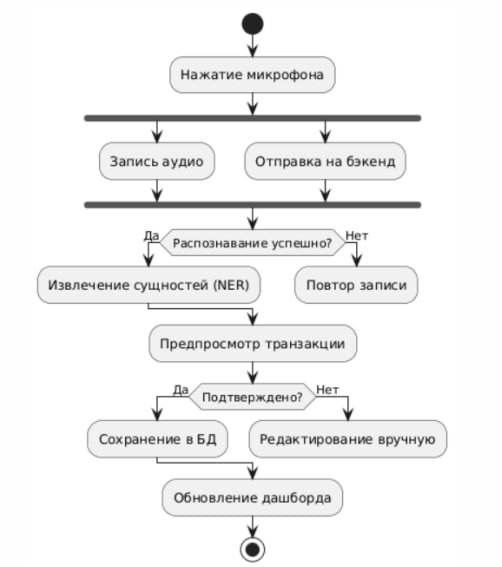 Нажатие микрофона
Запись аудио
Отправка на бэкенд
Да
Распознавание успешно?
Нет
Извлечение сущностей (NER)
Повтор записи
Предпросмотр транзакции
Да
Подтверждено?
Нет
Сохранение в БД
Редактирование вручную
Обновление дашборда